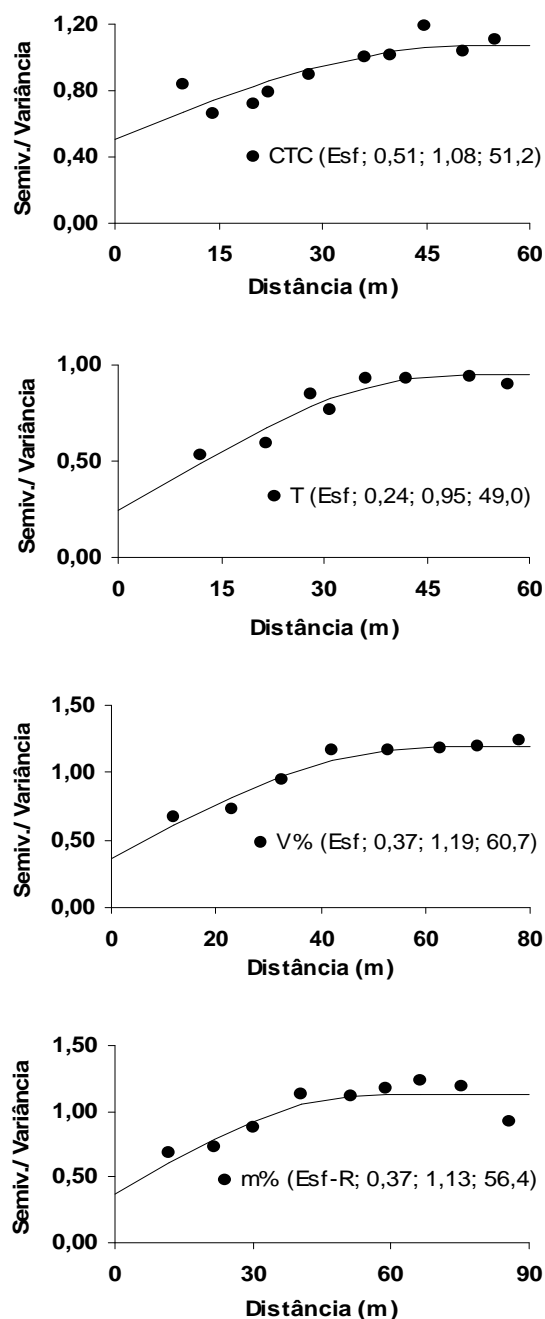 1,20
0,80
0,40
0,00
Semiv./ Variância
CTC (Esf; 0,51; 1,08; 51,2)
0 15 30 45 60
Distância (m)
1,00
0,50
0,00
Semiv./ Variância
T (Esf; 0,24; 0,95; 49,0)
0 15 30 45 60
Distância (m)
1,50
1,00
0,50
0,00
Semiv./ Variância
V% (Esf; 0,37; 1,19; 60,7)
0 20 40 60 80
Distância (m)
1,50
1,00
0,50
0,00
Semiv./ Variância
m% (Esf-R; 0,37; 1,13; 56,4)
0 30 60 90
Distância (m)